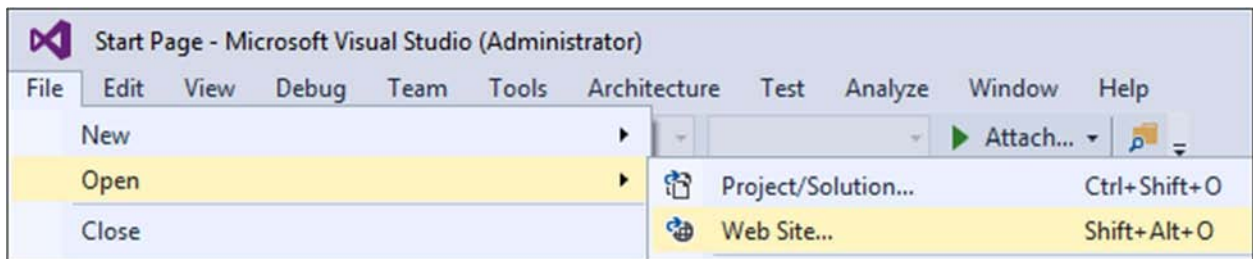 Start Page - Microsoft Visual Studio (Administrator)
File Edit View Debug Team Tools Architecture Test Analyze Window Help
New Attach...
Open Project/Solution... Ctrl+Shift+O
Close Web Site... Shift+Alt+O